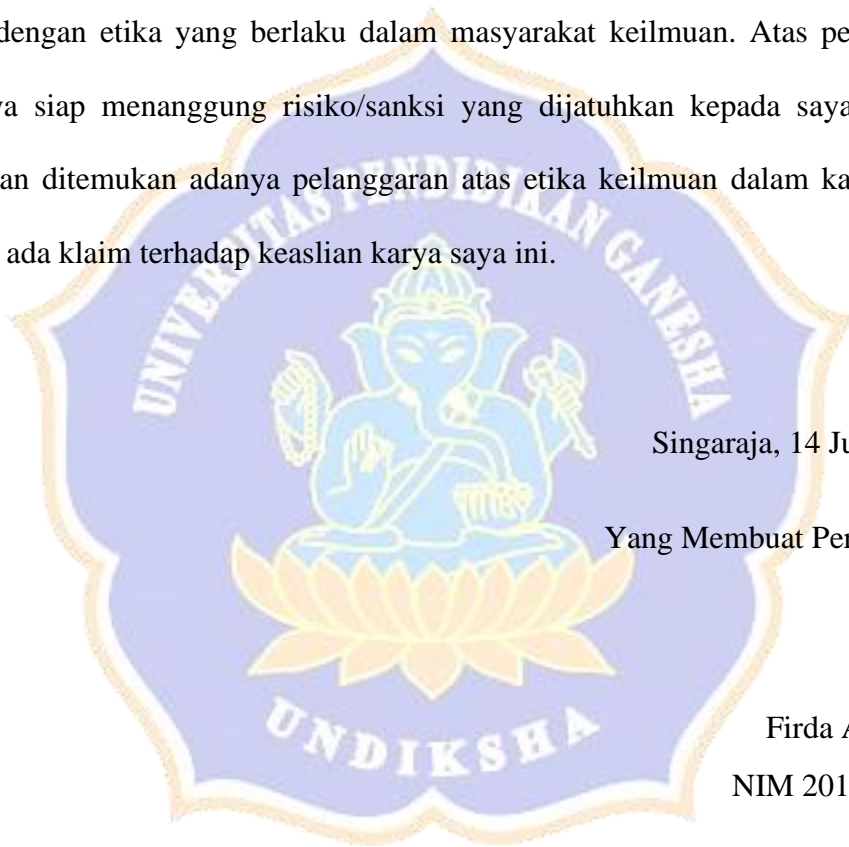 dengan etika yang berlaku dalam masyarakat keilmuan. Atas pe
ya siap menanggung risiko/sanksi yang dijatuhkan kepada saya
an ditemukan adanya pelanggaran atas etika keilmuan dalam ka
ada klaim terhadap keaslian karya saya ini.
UNIVERSITAS PENDIDIKAN GANESHA
Singaraja, 14 Ju
Yang Membuat Per
Firda A
UNDIKSHA
NIM 201